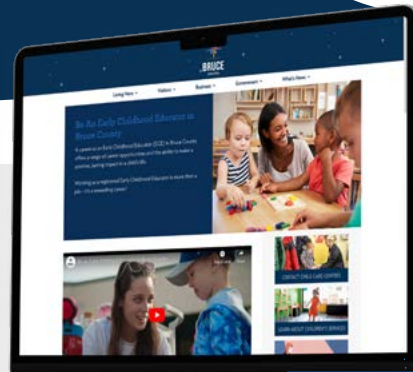 BRUCE
Living Here
Visitors
Business
Government
What's New
Be An Early Childhood Educator in
Bruce County
A career as an Early Childhood Educator (ECE) in Bruce County
offers a range of career opportunities and the ability to make a
positive, lasting impact in a child's life.
Working as a registered Early Childhood Educator is more than a
job - it's a rewarding career!
CONTACT CHILD CARE CENTRES
LEARN ABOUT CHILDREN'S SERVICES